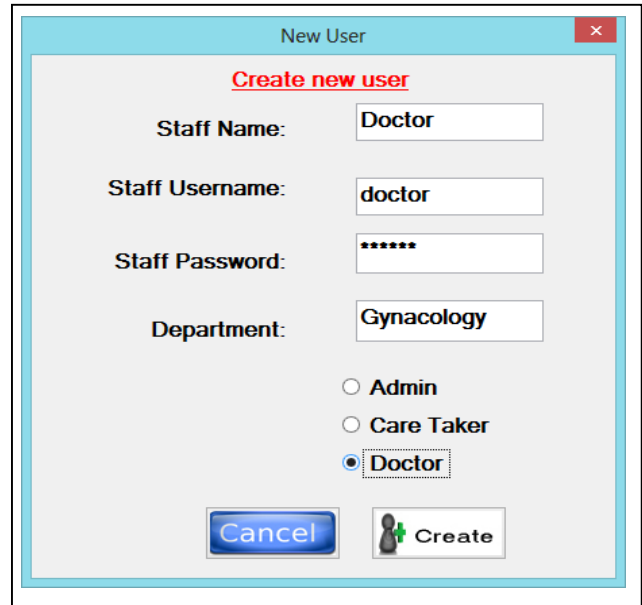 New User
Create new user
Staff Name: Doctor
Staff Username: doctor
Staff Password: ******
Department: Gynacology
Admin
Care Taker
Doctor
Cancel Create